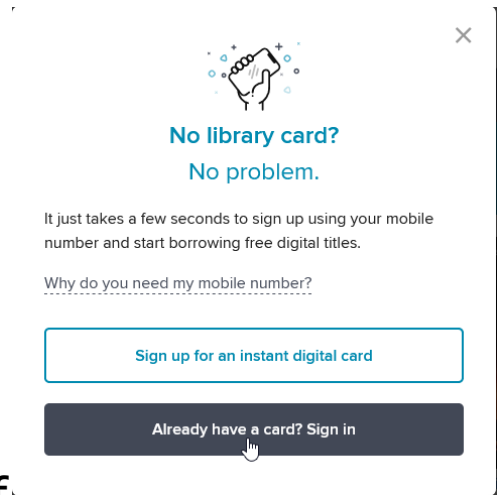 No library card?
No problem.
It just takes a few seconds to sign up using your mobile
number and start borrowing free digital titles.
Why do you need my mobile number?
Sign up for an instant digital card
Already have a card? Sign in